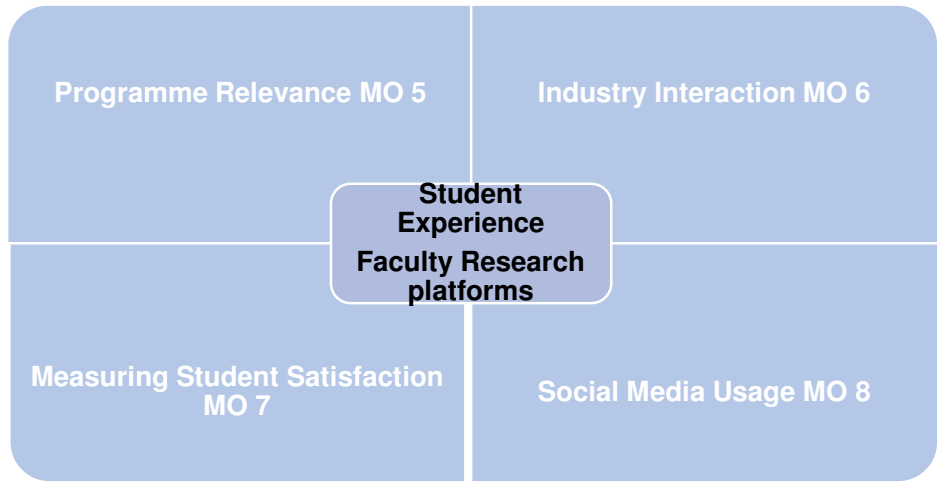 Programme Relevance MO 5
Industry Interaction MO 6
Student
Experience
Faculty Research
platforms
Measuring Student Satisfaction
MO 7
Social Media Usage MO 8